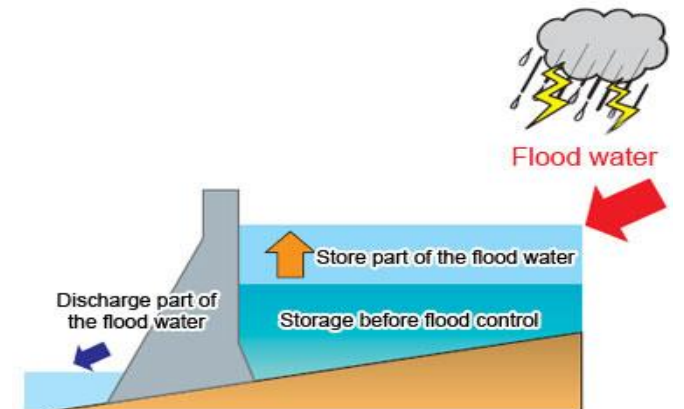 Flood water
Store part of the flood water
Discharge part of
the flood water
Storage before flood control